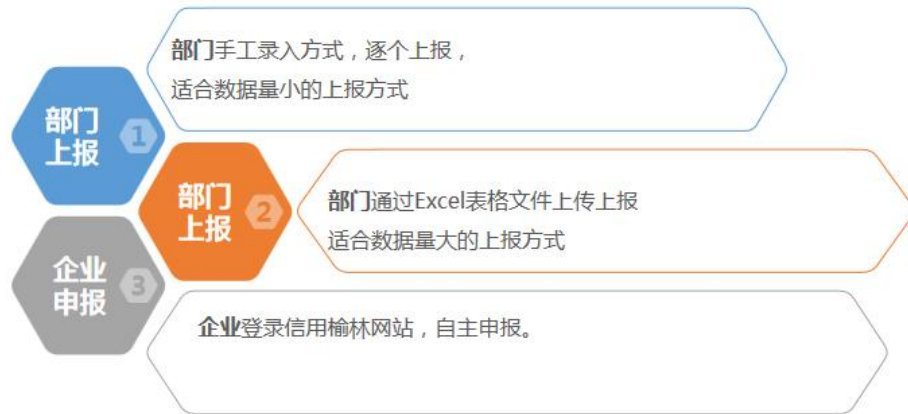 部门手工录入方式，逐个上报，
适合数据量小的上报方式
部门
上报
1
部门
上报
2
部门通过Excel表格文件上传上报
适合数据量大的上报方式
企业
申报
3
企业登录信用榆林网站，自主申报。